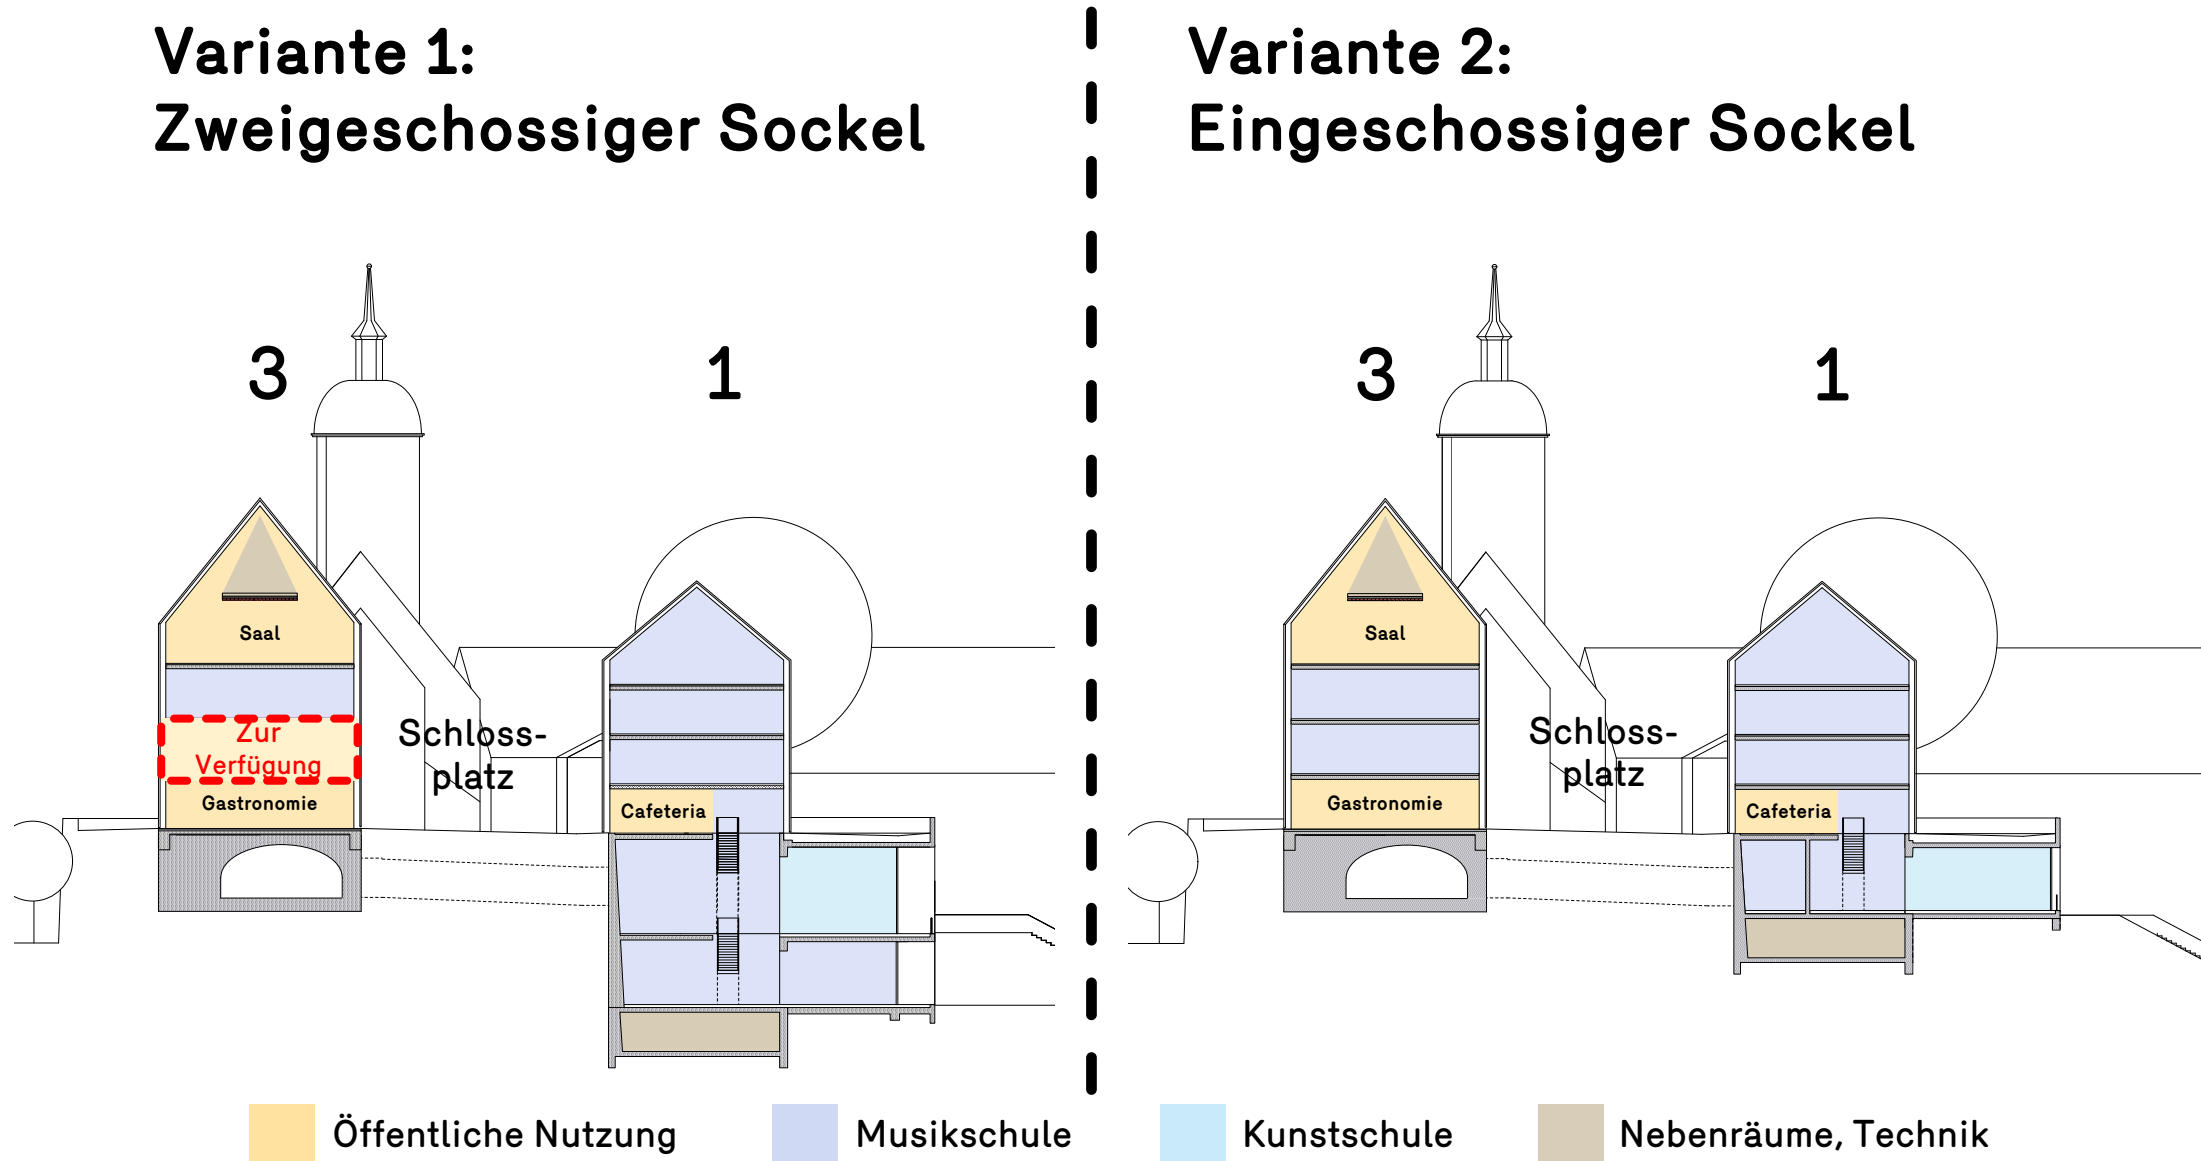 Variante 1:
Zweigeschossiger Sockel
3
1
Saal
Zur
Verfügung
Gastronomie
Schloss-
platz
Cafeteria
Variante 2:
Eingeschossiger Sockel
3
1
Saal
Gastronomie
Schloss-
platz
Cafeteria
Öffentliche Nutzung
Musikschule
Kunstschule
Nebenräume, Technik